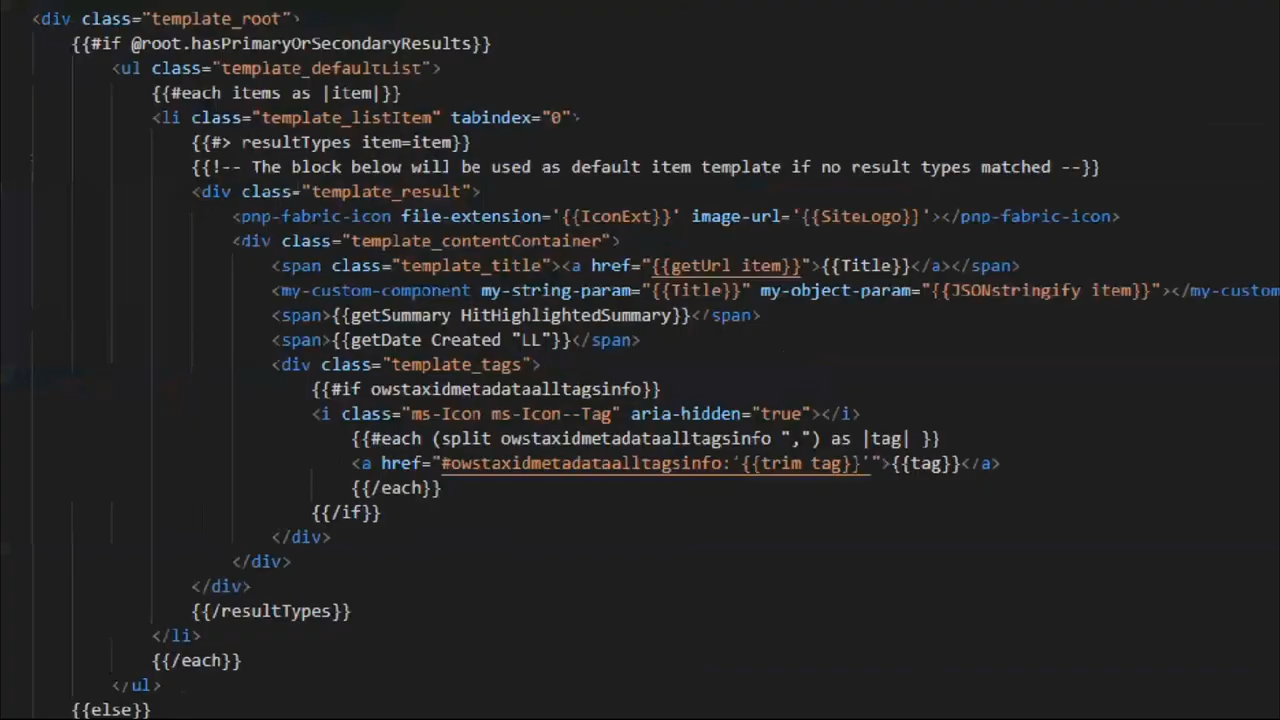 <div class="template_root">
{{#if @root.hasPrimaryOrSecondaryResults}}
<ul class="template_defaultList">
{{#each items as |item|}}
<li class="template_listItem" tabindex="0">
{{#> resultTypes item=item}}
{{!-- The block below will be used as default item template if no result types matched --}}
<div class="template_result">
<pnp-fabric-icon file-extension='{{IconExt}}' image-url='{{SiteLogo}}'></pnp-fabric-icon>
<div class="template_contentContainer">
<span class="template_title"><a href="{{getUrl item}}">{{Title}}</a></span>
<my-custom-component my-string-param="{{Title}}" my-object-param="{{JSONstringify item}}"></my-custom
<span>{{getSummary HitHighlightedSummary}}</span>
<span>{{getDate Created "LL"}}</span>
<div class="template_tags">
{{#if owstaxidmetadataalltagsinfo}}
<i class="ms-Icon ms-Icon--Tag" aria-hidden="true"></i>
{{#each (split owstaxidmetadataalltagsinfo ",") as |tag| }}
<a href="#owstaxidmetadataalltagsinfo:'{{trim tag}}'">{{tag}}</a>
{{/each}}
{{/if}}
</div>
</div>
</div>
{{/resultTypes}}
</li>
{{/each}}
</ul>
{{else}}